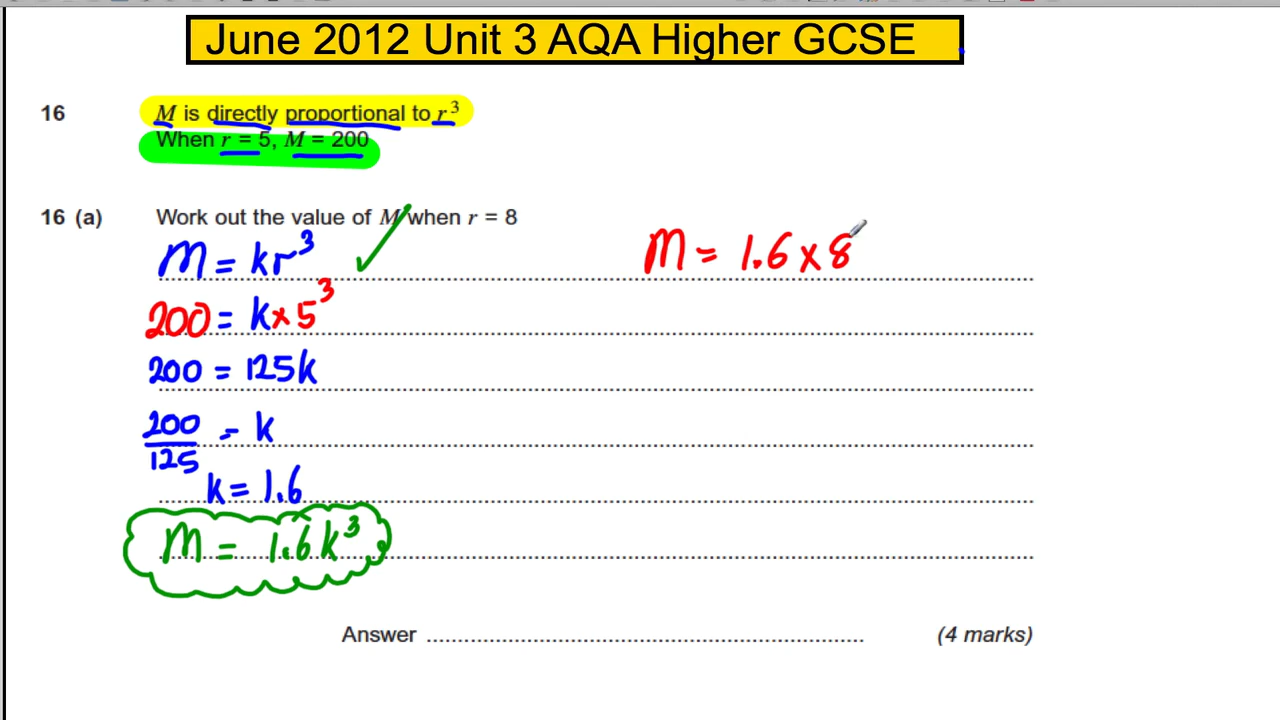 June 2012 Unit 3 AQA Higher GCSE
16 M is directly proportional to r³
When r = 5, M = 200
16 (a) Work out the value of M when r = 8
M = kr³
200 = k × 5³
200 = 125k
200/125 = k
k = 1.6
M = 1.6k³
M = 1.6 × 8
Answer ........................................................................ (4 marks)